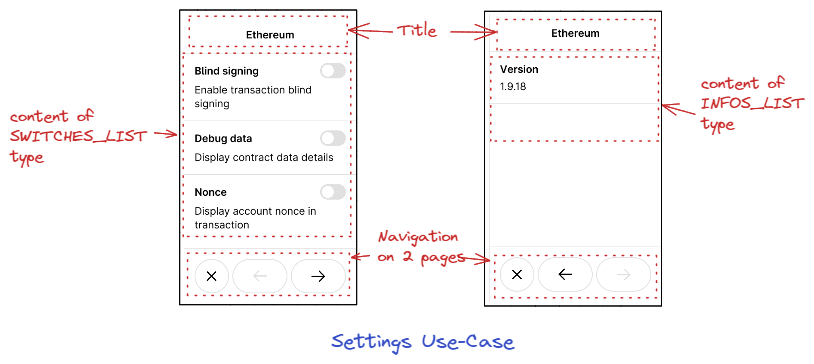 Ethereum
Title
Ethereum
Blind signing
Enable transaction blind
signing
Debug data
Display contract data details
Nonce
Display account nonce in
transaction
content of
SWITCHES_LIST
type
Version
1.9.18
content of
INFOS_LIST
type
Navigation
on 2 pages
Settings Use-Case